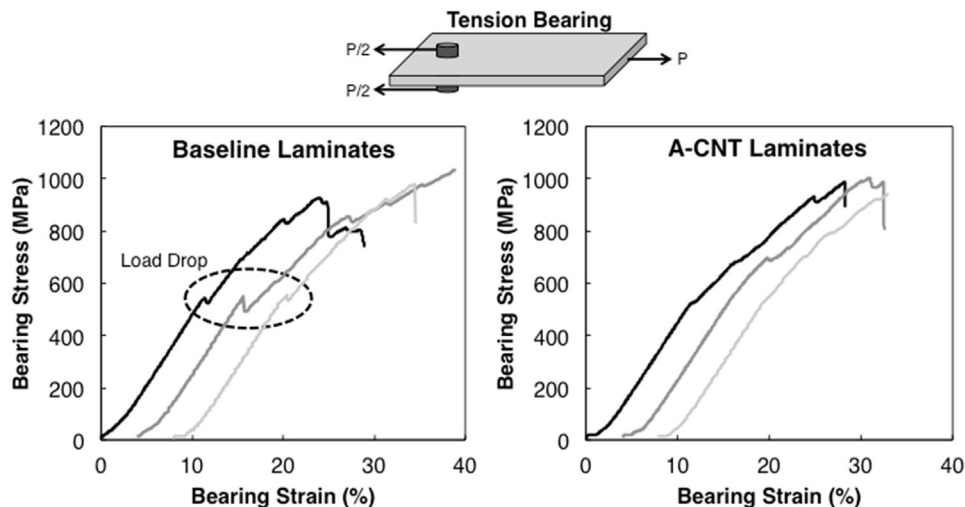 Tension Bearing
P/2
P
P/2
Baseline Laminates
A-CNT Laminates
Load Drop
Bearing Stress (MPa)
1200
1000
800
600
400
200
0
0 10 20 30 40
Bearing Strain (%)
Bearing Stress (MPa)
1200
1000
800
600
400
200
0
0 10 20 30 40
Bearing Strain (%)